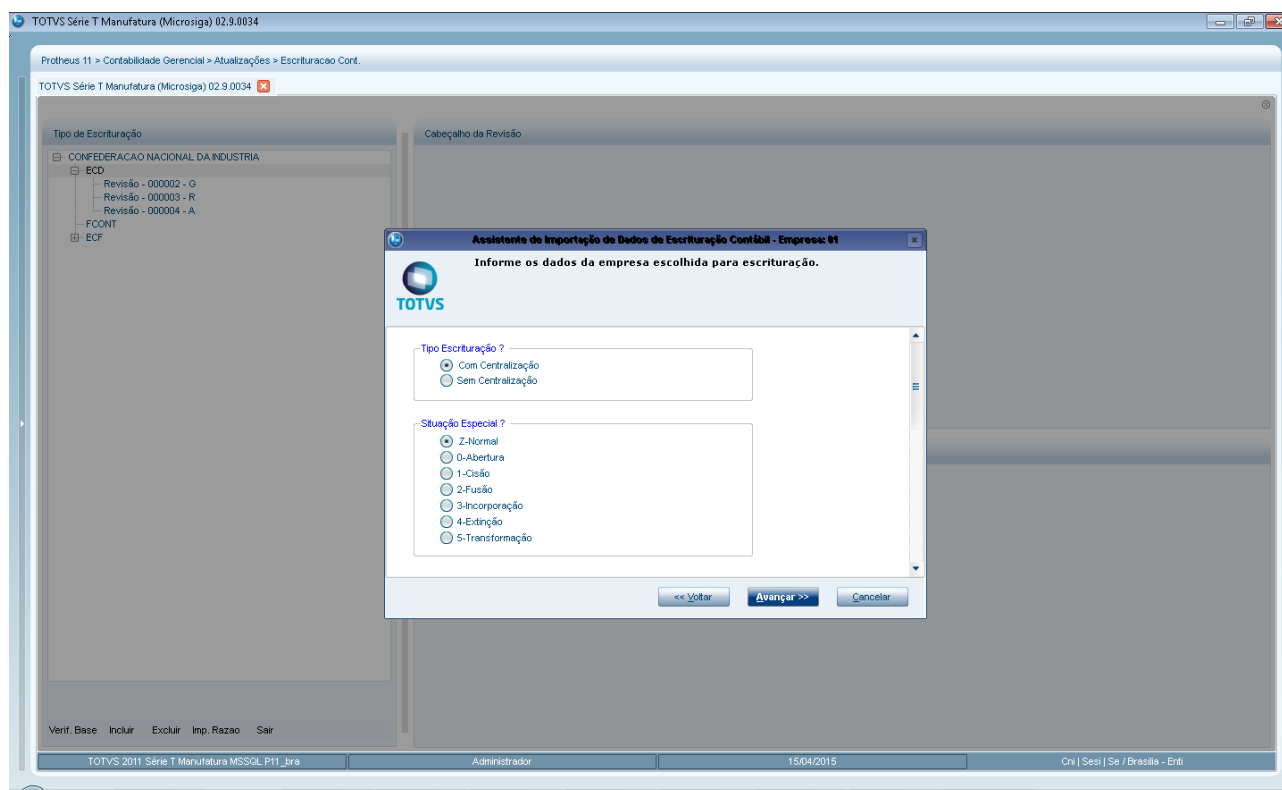 TOTVS Série T Manufatura (Microsiga) 02.9.0034
Protheus 11 > Contabilidade Gerencial > Atualizações > Escrituracao Cont.
TOTVS Série T Manufatura (Microsiga) 02.9.0034
Tipo de Escrituração
Cabeçalho da Revisão
CONFEDERACAO NACIONAL DA INDUSTRIA
ECD
Revisão - 000002 - G
Revisão - 000003 - R
Revisão - 000004 - A
FCONT
ECF
Assistente de Importação de Dados de Escrituração Contábil - Empresa: 01
Informe os dados da empresa escolhida para escrituração.
TOTVS
Tipo Escrituração ?
Com Centralização
Sem Centralização
Situação Especial ?
Z-Normal
0-Abertura
1-Cisão
2-Fusão
3-Incorporação
4-Extinção
5-Transformação
<< Voltar Avançar >> Cancelar
Verif. Base Incluir Excluir Imp. Razao Sair
TOTVS 2011 Série T Manufatura MSSQL P11_bra Administrador 15/04/2015 Cni | Sesi | Se / Brasilia - Enti